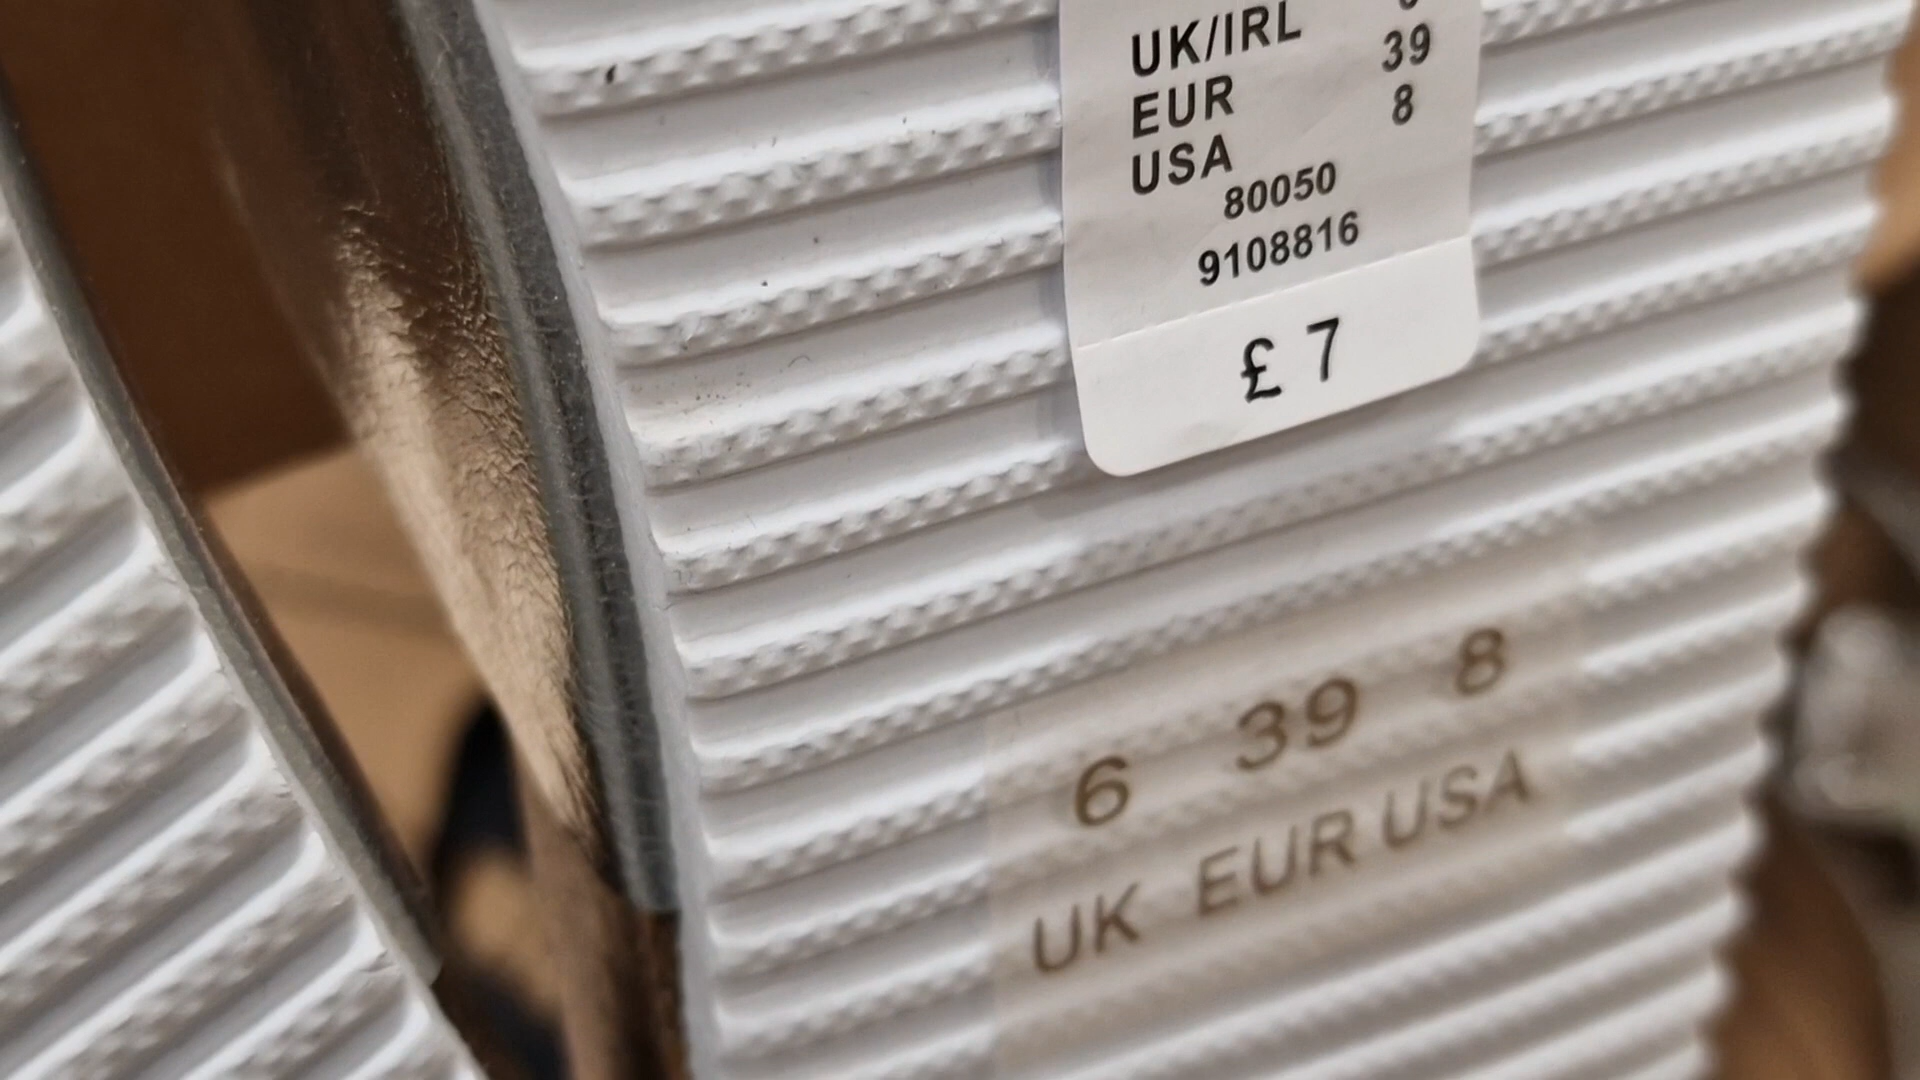 UK/IRL
EUR 39
USA 8
80050
9108816
£7
6 39 8
UK EUR USA